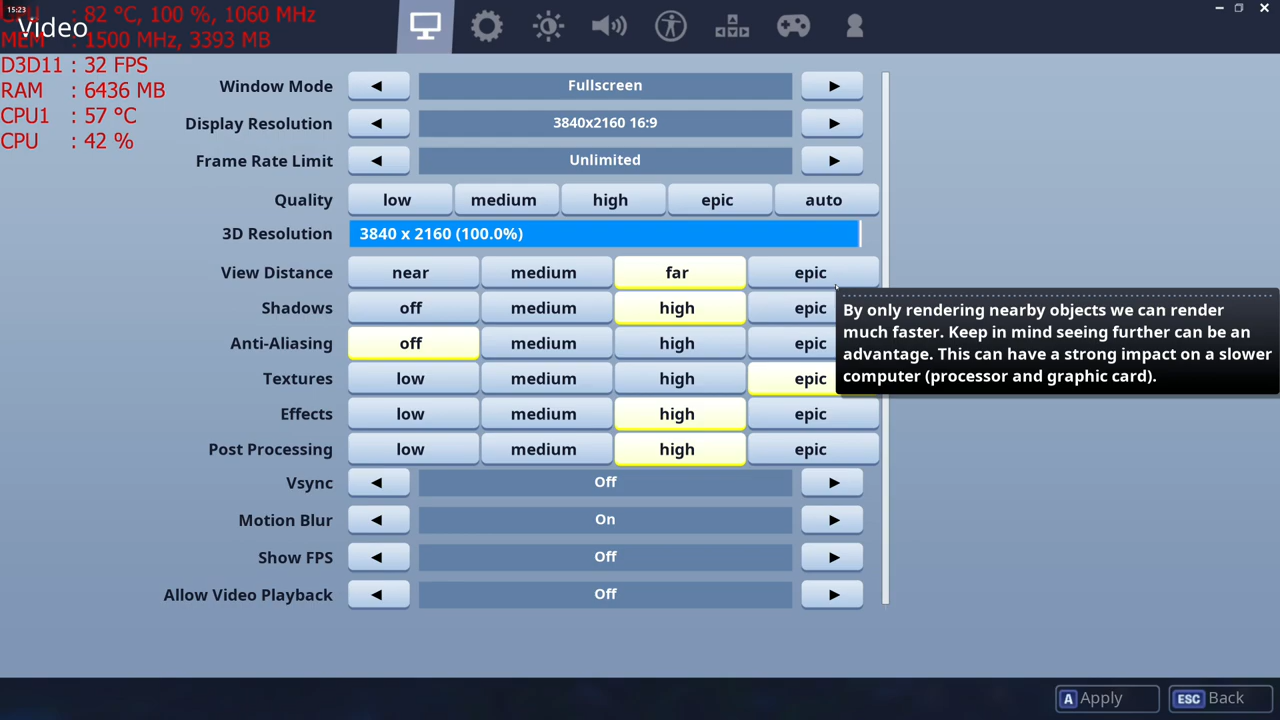 15:23
Video
82 °C, 100 %, 1060 MHz
MEM : 1500 MHz, 3393 MB
D3D11 : 32 FPS
RAM : 6436 MB
CPU1 : 57 °C
CPU : 42 %
Window Mode ◀ Fullscreen ▶
Display Resolution ◀ 3840x2160 16:9 ▶
Frame Rate Limit ◀ Unlimited ▶
Quality low medium high epic auto
3D Resolution 3840 x 2160 (100.0%)
View Distance near medium far epic
Shadows off medium high epic
Anti-Aliasing off medium high epic
Textures low medium high epic
Effects low medium high epic
Post Processing low medium high epic
Vsync ◀ Off ▶
Motion Blur ◀ On ▶
Show FPS ◀ Off ▶
Allow Video Playback ◀ Off ▶
By only rendering nearby objects we can render
much faster. Keep in mind seeing further can be an
advantage. This can have a strong impact on a slower
computer (processor and graphic card).
A Apply
ESC Back